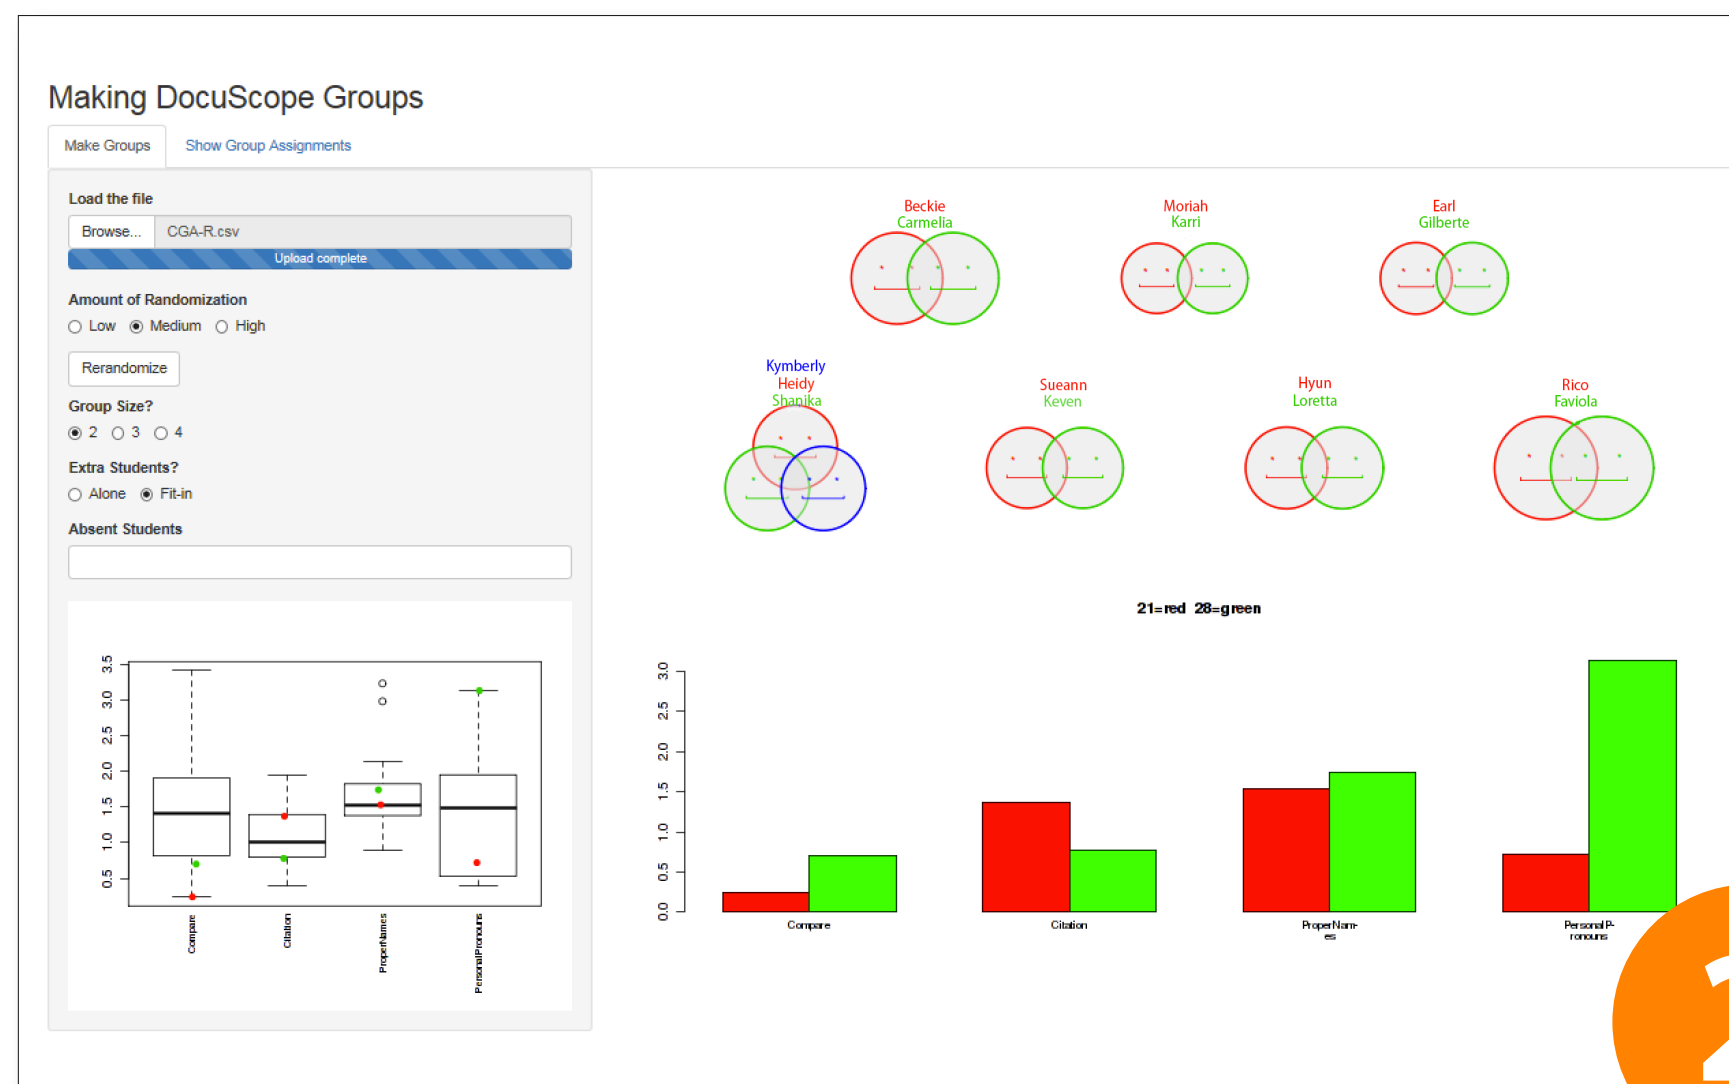 Making DocuScope Groups
Make Groups
Show Group Assignments
Load the file
Browse...
CGA-R.csv
Upload complete
Amount of Randomization
Low
Medium
High
Rerandomize
Group Size?
2
3
4
Extra Students?
Alone
Fit-in
Absent Students
3.5
3.0
2.5
2.0
1.5
1.0
0.5
Compare
Citation
ProperNames
PersonalPronouns
Beckie
Carmelia
Moriah
Karri
Earl
Gilberte
Kymberly
Heidy
Shanika
Sueann
Keven
Hyun
Loretta
Rico
Faviola
21=red 28=green
3.0
2.5
2.0
1.5
1.0
0.5
0.0
Compare
Citation
ProperNam-
es
PersonalP-
ronouns